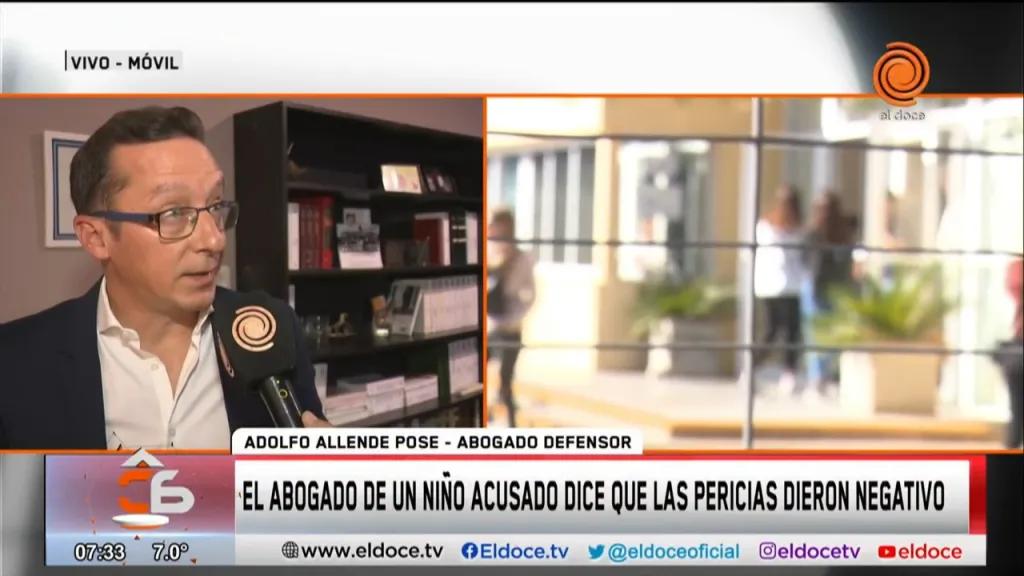 VIVO - MÓVIL
el doce
ADOLFO ALLENDE POSE - ABOGADO DEFENSOR
EL ABOGADO DE UN NIÑO ACUSADO DICE QUE LAS PERICIAS DIERON NEGATIVO
07:33 7.0°
www.eldoce.tv Eldoce.tv @eldoceoficial eldocetv eldoce